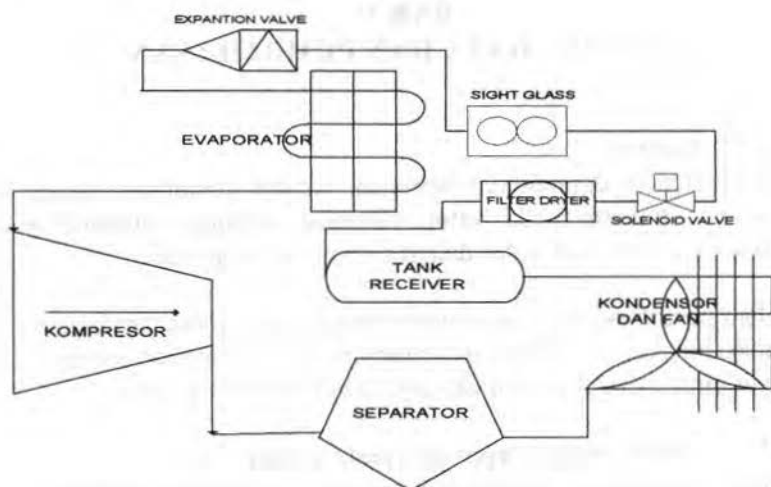 EXPANTION VALVE
SIGHT GLASS
EVAPORATOR
FILTER DRYER
SOLENOID VALVE
TANK
RECEIVER
KONDENSOR
DAN FAN
KOMPRESOR
SEPARATOR